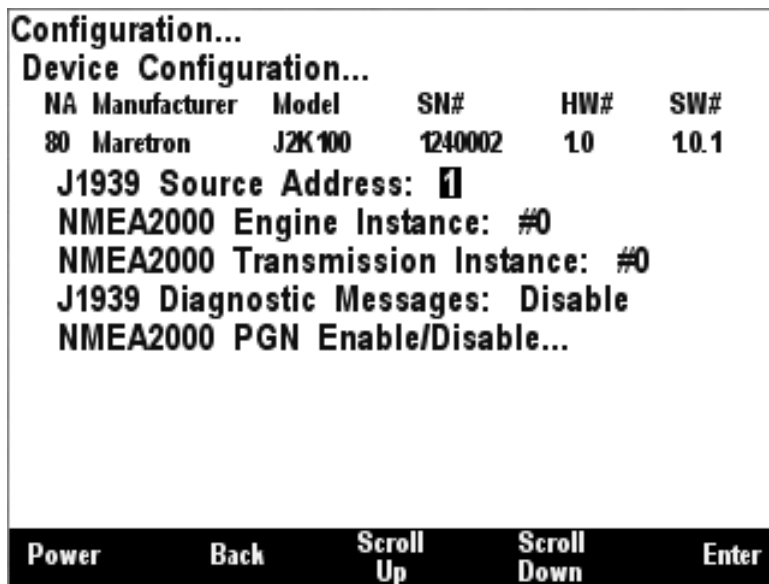 Configuration...
Device Configuration...
NA Manufacturer Model SN# HW# SW#
80 Maretron J2K100 1240002 1.0 1.0.1
J1939 Source Address: 1
NMEA2000 Engine Instance: #0
NMEA2000 Transmission Instance: #0
J1939 Diagnostic Messages: Disable
NMEA2000 PGN Enable/Disable...
Power Back Scroll Up Scroll Down Enter